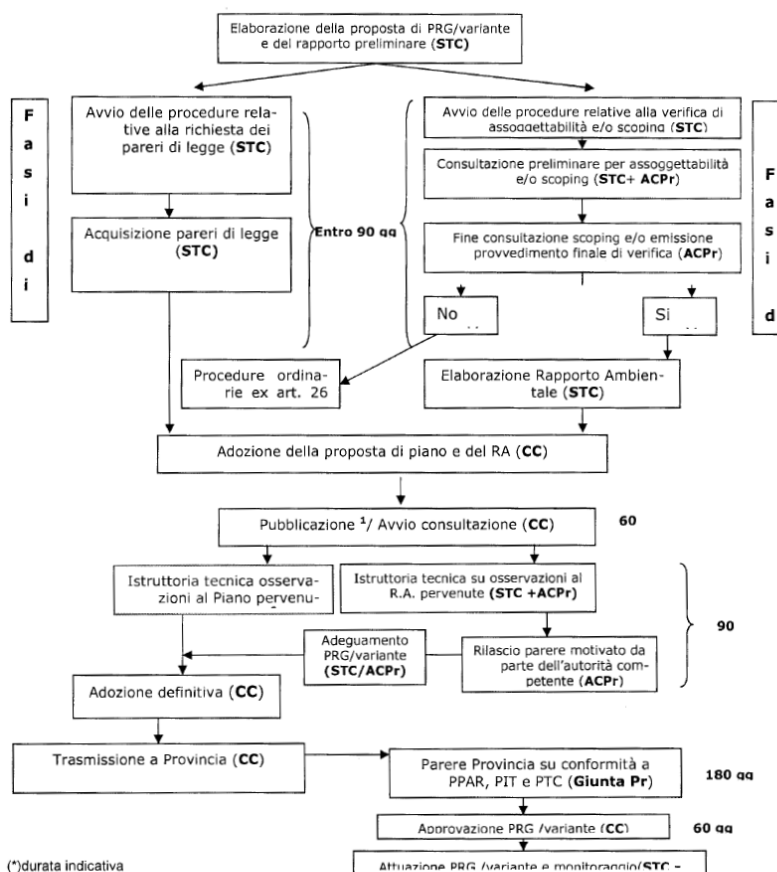 Elaborazione della proposta di PRG/variante
e del rapporto preliminare (STC)
F
a
s
i
d
i
Avvio delle procedure rela-
tive alla richiesta dei
pareri di legge (STC)
Acquisizione pareri di legge
(STC)
Entro 90 gg
Avvio delle procedure relative alla verifica di
assoggettabilità e/o scoping (STC)
Consultazione preliminare per assoggettabilità
e/o scoping (STC+ ACPr)
Fine consultazione scoping e/o emissione
provvedimento finale di verifica (ACPr)
F
a
s
i
d
No
Si
Procedure ordina-
rie ex art. 26
Elaborazione Rapporto Ambien-
tale (STC)
Adozione della proposta di piano e del RA (CC)
Pubblicazione ¹/ Avvio consultazione (CC)
60
Istruttoria tecnica osserva-
zioni al Piano pervenu-
Istruttoria tecnica su osservazioni al
R.A. pervenute (STC +ACPr)
90
Adeguamento
PRG/variante
(STC/ACPr)
Rilascio parere motivato da
parte dell'autorità com-
petente (ACPr)
Adozione definitiva (CC)
Trasmissione a Provincia (CC)
Parere Provincia su conformità a
PPAR, PIT e PTC (Giunta Pr)
180 gg
Approvazione PRG /variante (CC)
60 gg
(*)durata indicativa
Attuazione PRG /variante e monitoraggio(STC –